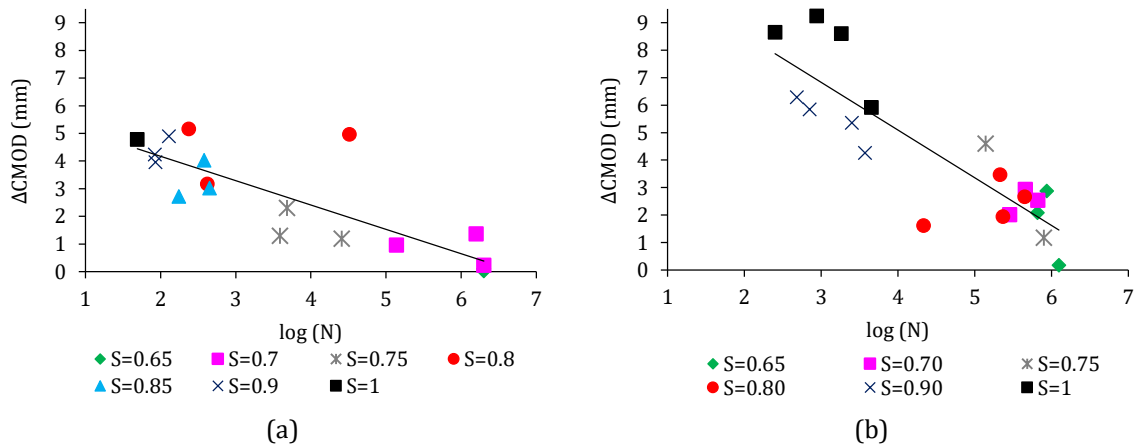 ΔCMOD (mm)
9
8
7
6
5
4
3
2
1
0
1 2 3 4 5 6 7
log (N)
S=0.65 S=0.7 S=0.75 S=0.8
S=0.85 S=0.9 S=1
(a)
ΔCMOD (mm)
9
8
7
6
5
4
3
2
1
0
0 1 2 3 4 5 6 7
log (N)
S=0.65 S=0.70 S=0.75
S=0.80 S=0.90 S=1
(b)